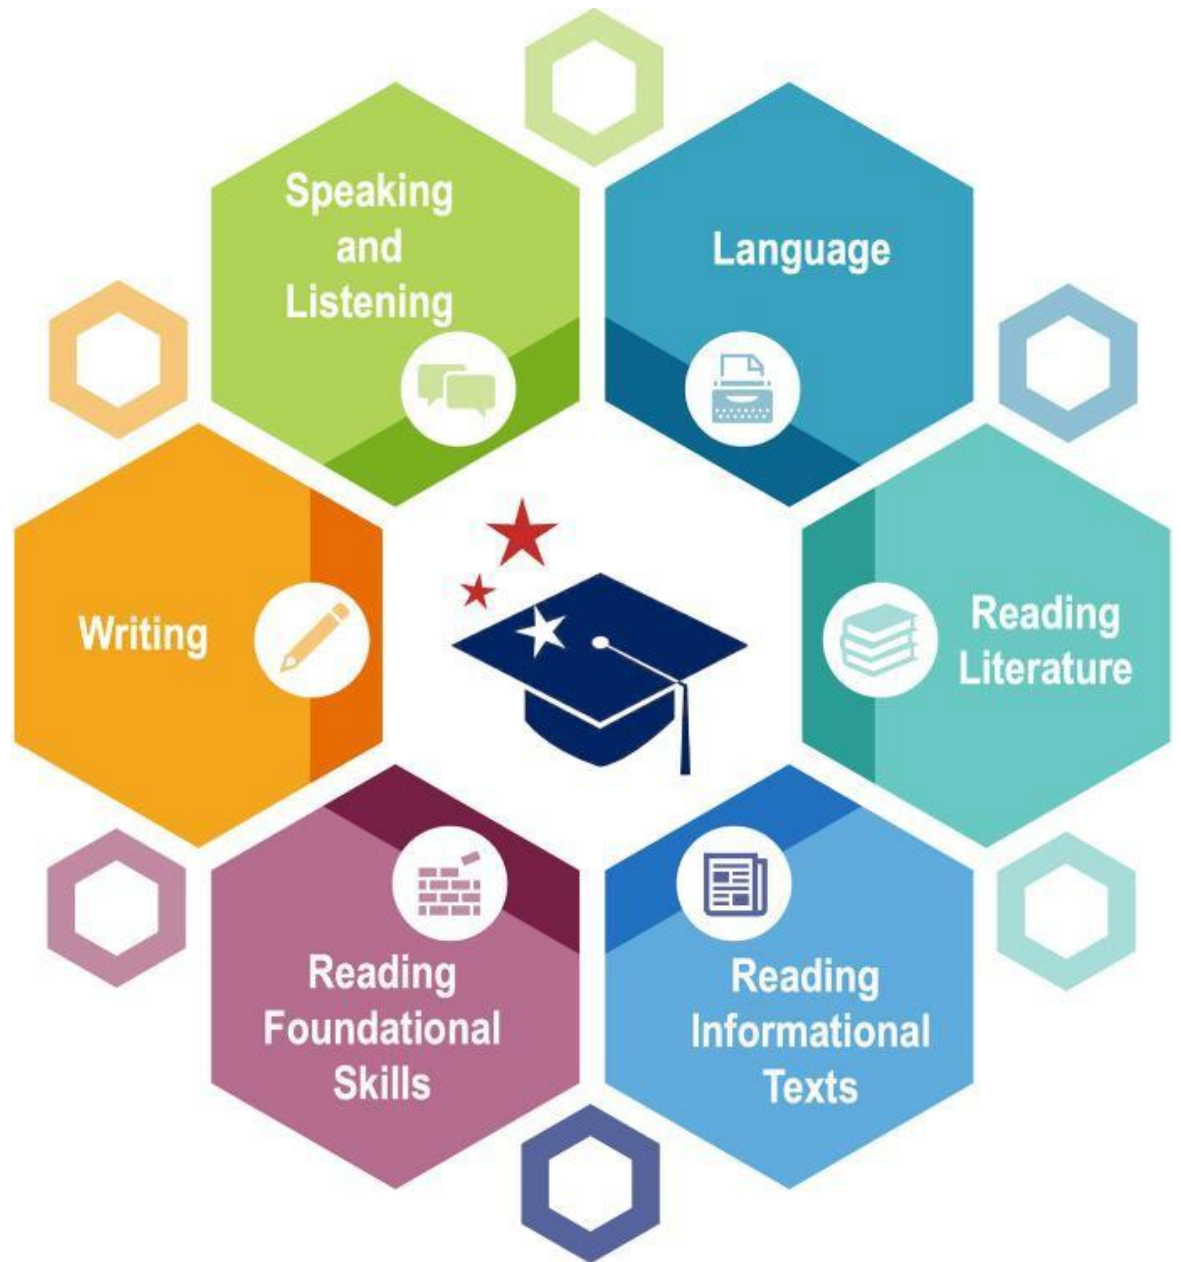 Speaking
and
Listening
Language
Writing
Reading
Literature
Reading
Foundational
Skills
Reading
Informational
Texts